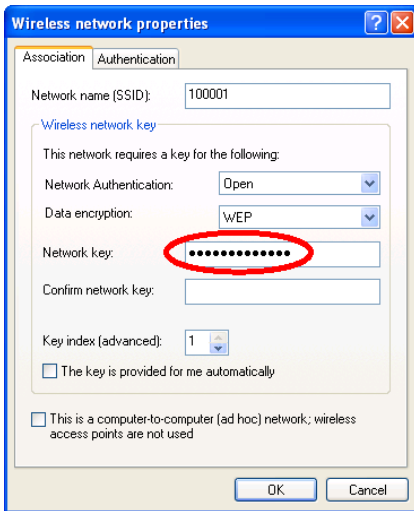 Wireless network properties
Association Authentication
Network name (SSID): 100001
Wireless network key
This network requires a key for the following:
Network Authentication: Open
Data encryption: WEP
Network key: •••••••••••••
Confirm network key:
Key index (advanced): 1
The key is provided for me automatically
This is a computer-to-computer (ad hoc) network; wireless
access points are not used
OK Cancel